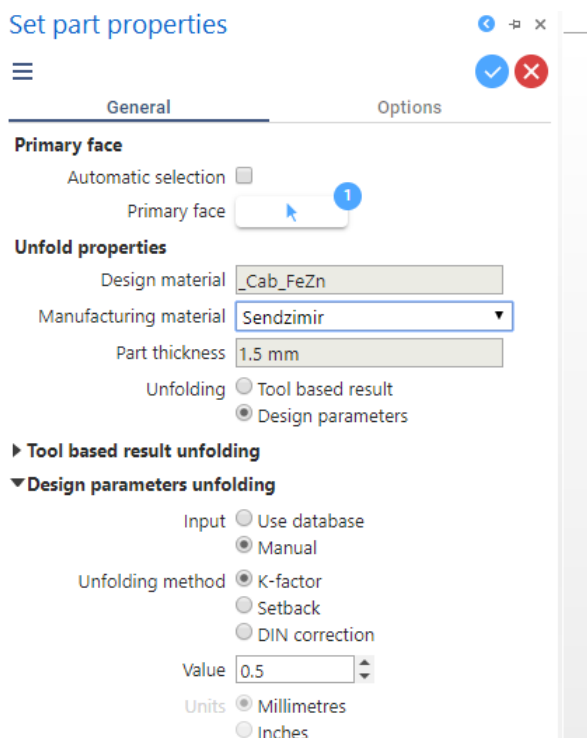 Set part properties
General Options
Primary face
Automatic selection
Primary face 1
Unfold properties
Design material _Cab_FeZn
Manufacturing material Sendzimir
Part thickness 1.5 mm
Unfolding Tool based result
Design parameters
Tool based result unfolding
Design parameters unfolding
Input Use database
Manual
Unfolding method K-factor
Setback
DIN correction
Value 0.5
Units Millimetres
Inches